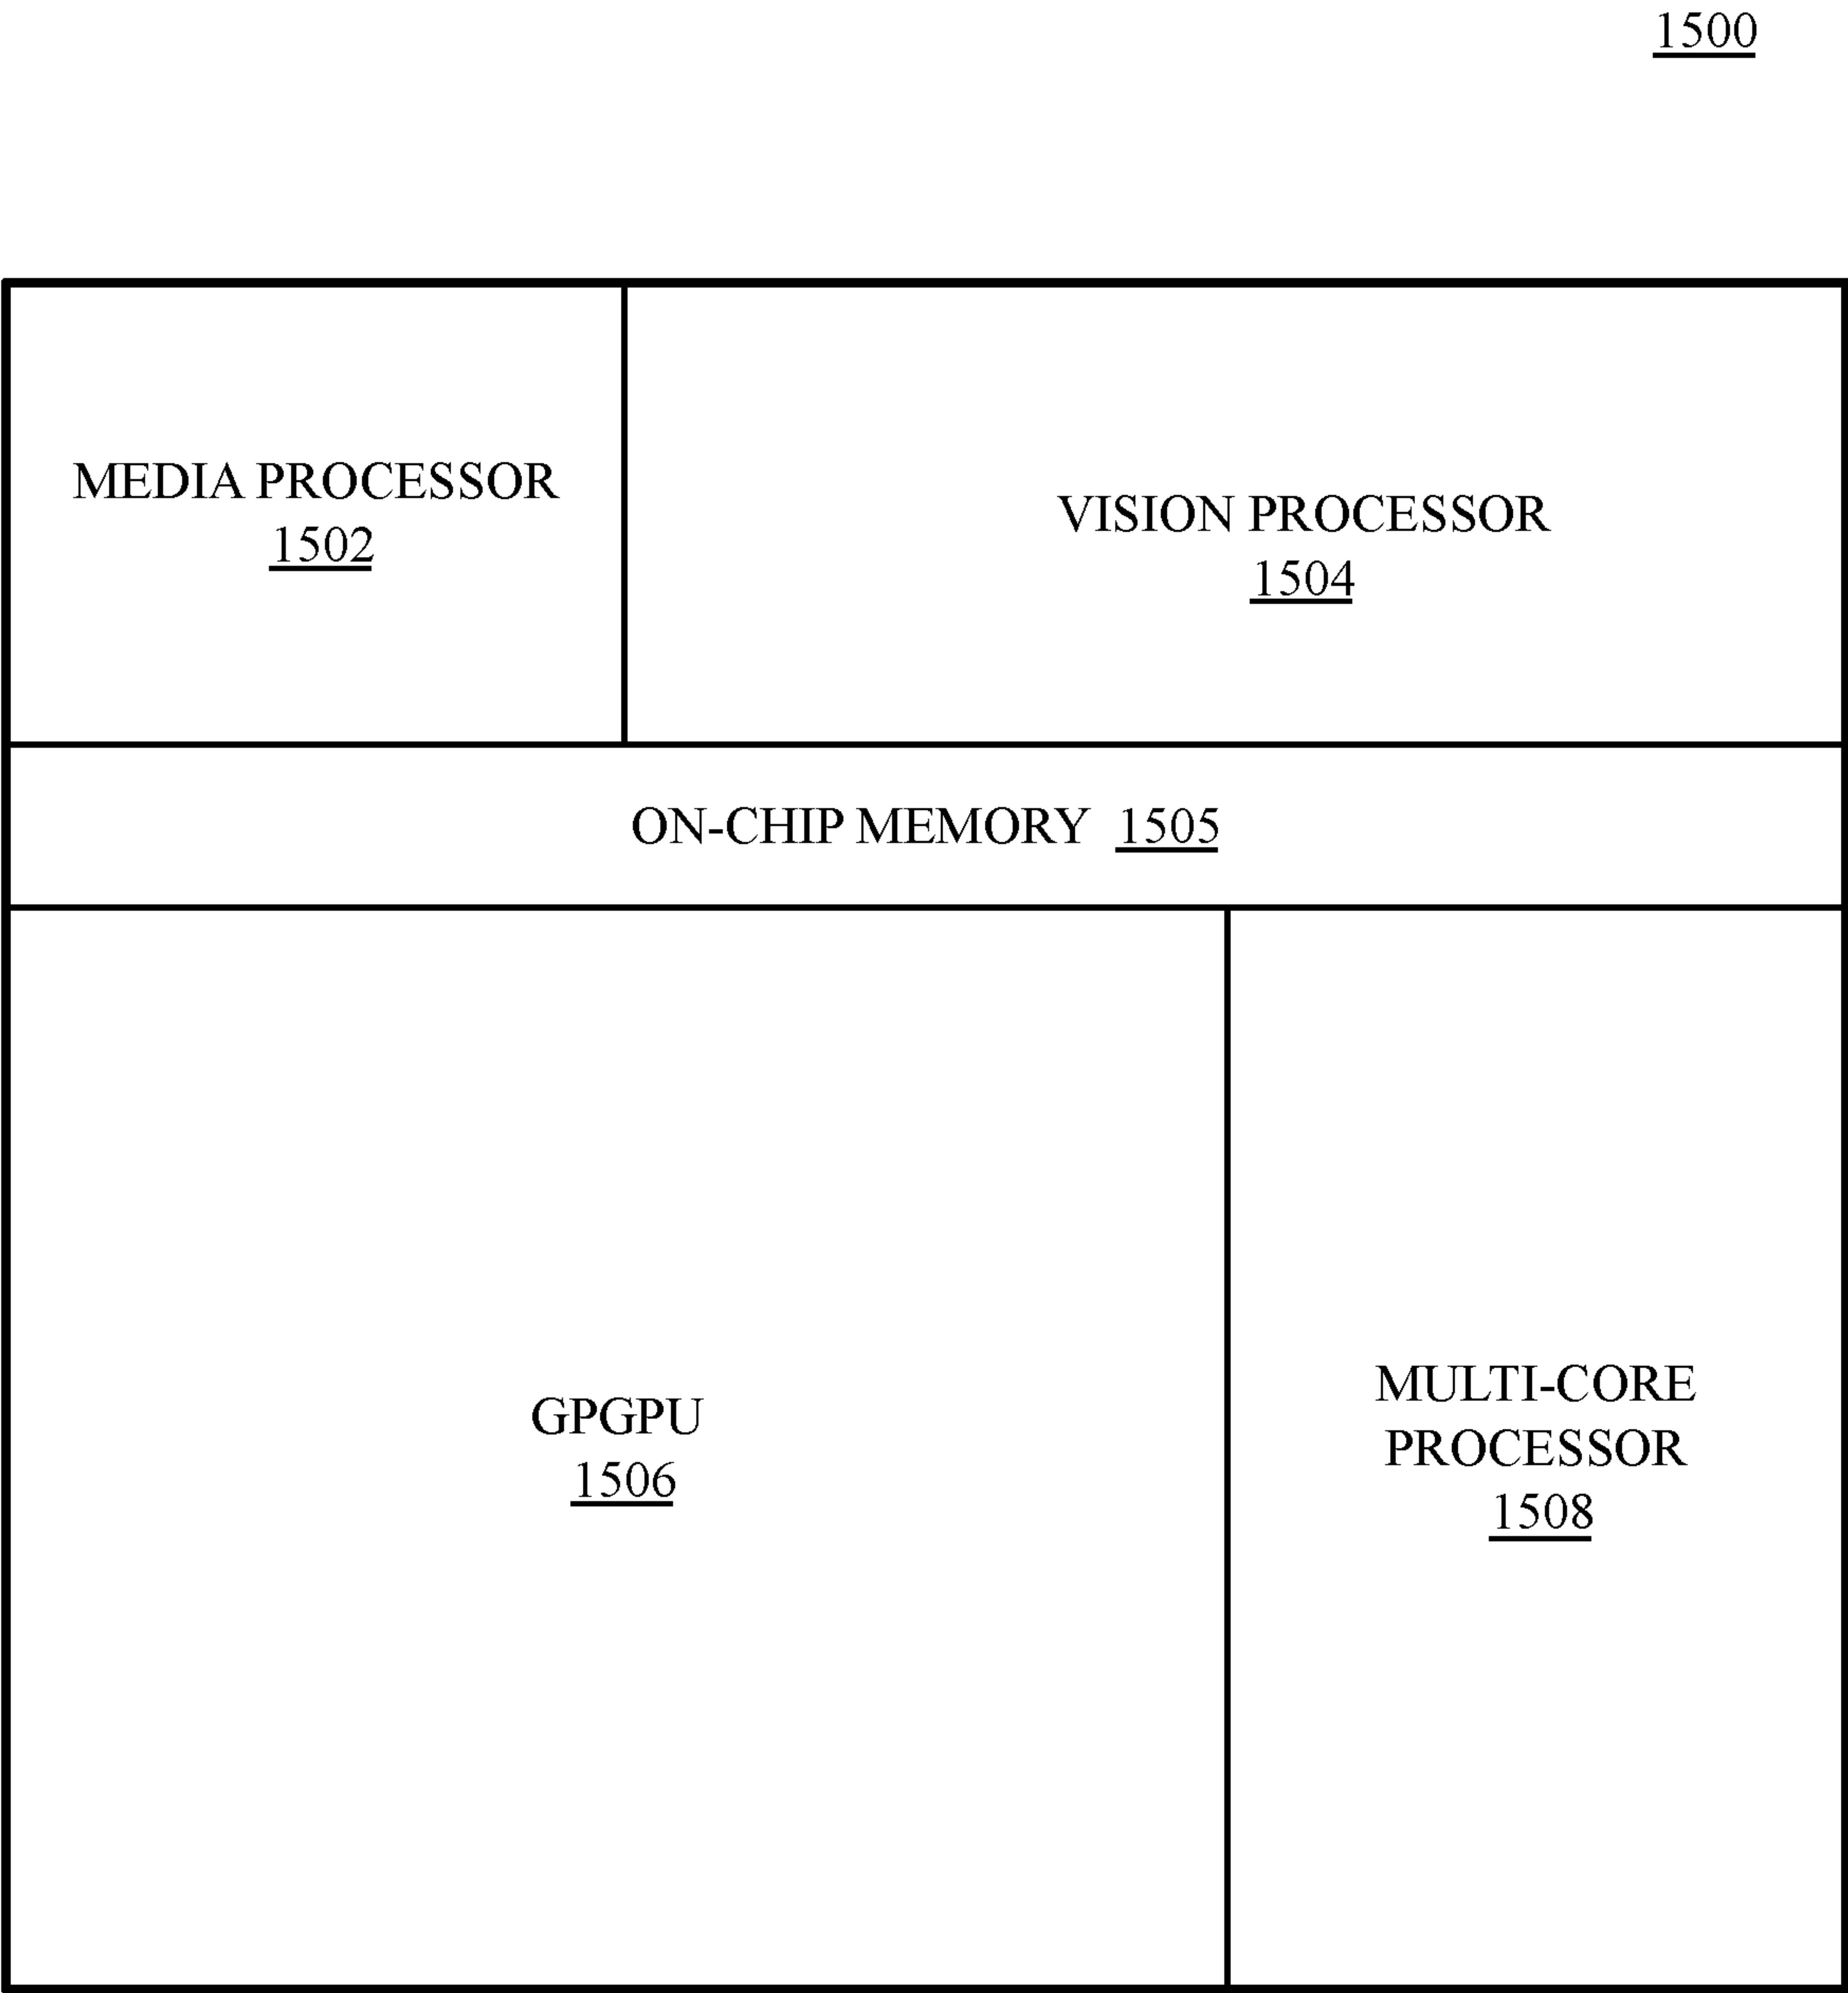 1500
MEDIA PROCESSOR
1502
VISION PROCESSOR
1504
ON-CHIP MEMORY 1505
GPGPU
1506
MULTI-CORE
PROCESSOR
1508